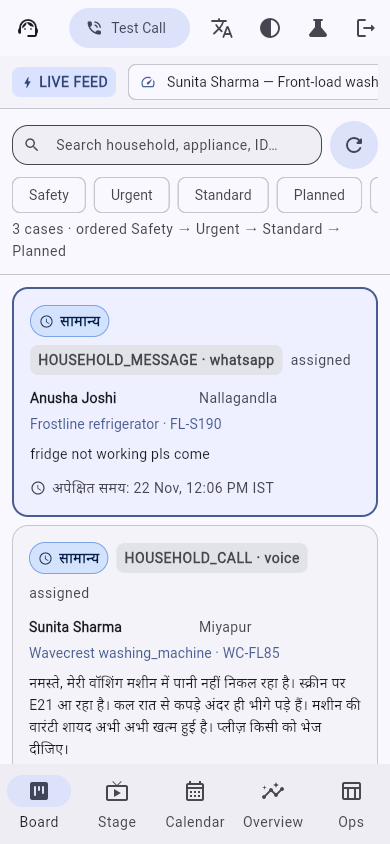 Test Call
LIVE FEED
Sunita Sharma — Front-load wash
Search household, appliance, ID...
Safety
Urgent
Standard
Planned
3 cases · ordered Safety → Urgent → Standard →
Planned
सामान्य
HOUSEHOLD_MESSAGE · whatsapp assigned
Anusha Joshi Nallagandla
Frostline refrigerator · FL-S190
fridge not working pls come
अपेक्षित समय: 22 Nov, 12:06 PM IST
सामान्य HOUSEHOLD_CALL · voice
assigned
Sunita Sharma Miyapur
Wavecrest washing_machine · WC-FL85
नमस्ते, मेरी वॉशिंग मशीन में पानी नहीं निकल रहा है। स्क्रीन पर
E21 आ रहा है। कल रात से कपड़े अंदर ही भीगे पड़े हैं। मशीन की
वारंटी शायद अभी अभी खत्म हुई है। प्लीज़ किसी को भेज
दीजिए।
Board
Stage
Calendar
Overview
Ops